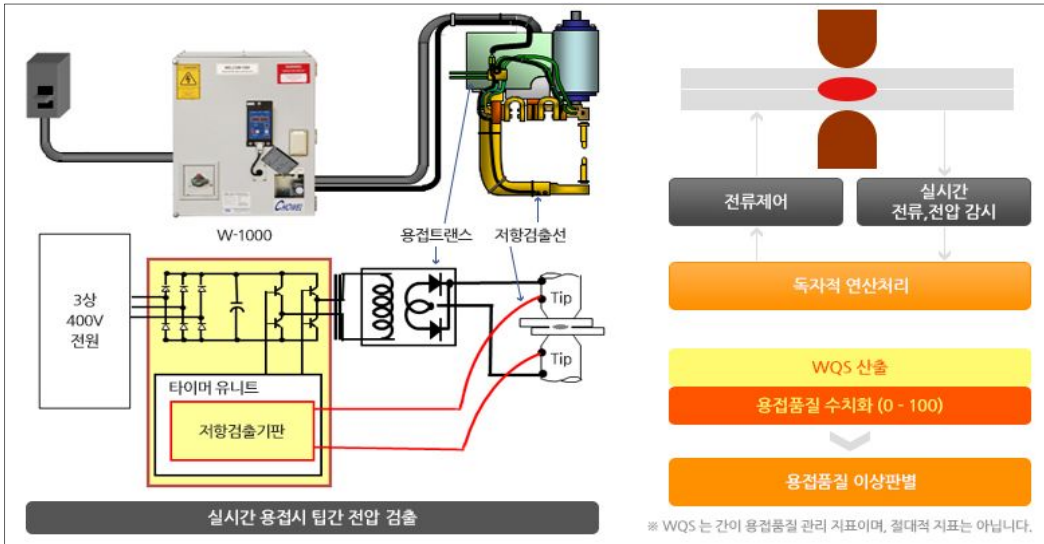 CHOWEI
W-1000
용접트랜스
저항검출선
3상
400V
전원
Tip
Tip
타이머 유니트
저항검출기판
실시간 용접시 팁간 전압 검출
전류제어
실시간
전류,전압 감시
독자적 연산처리
WQS 산출
용접품질 수치화 (0 - 100)
용접품질 이상판별
※ WQS 는 간이 용접품질 관리 지표이며, 절대적 지표는 아닙니다.